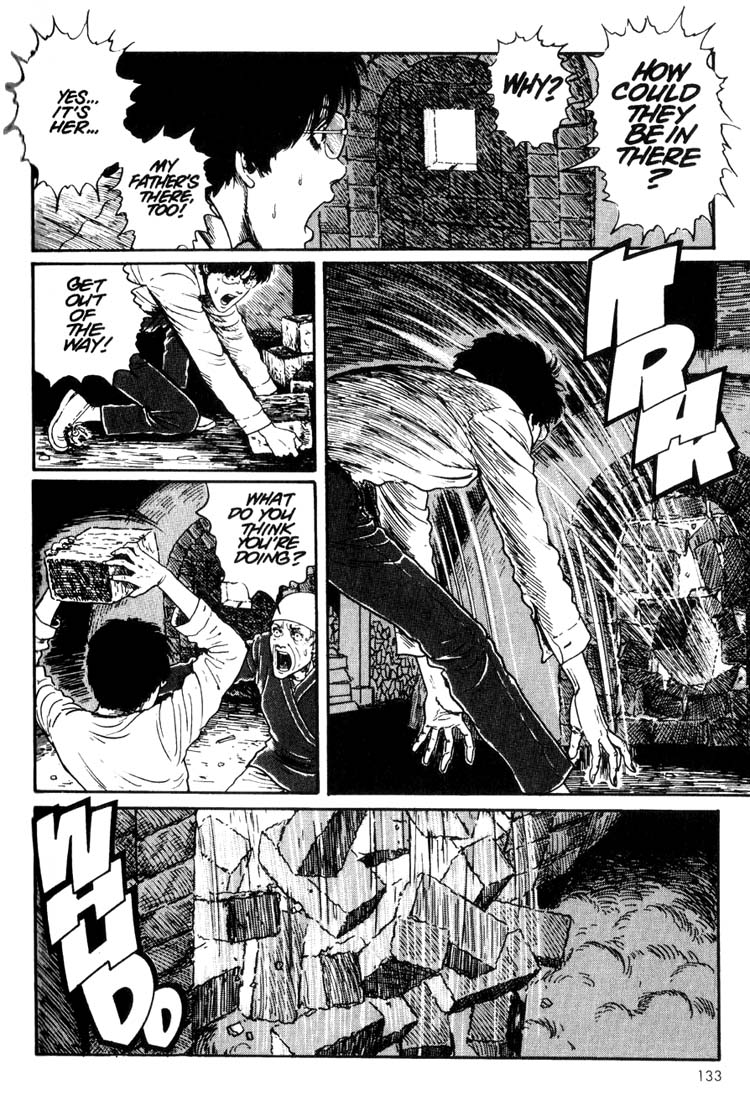 HOW
COULD
THEY
BE IN
THERE
?
WHY?
YES...
IT'S
HER...
MY
FATHER'S
THERE,
TOO!
GET
OUT
OF
THE
WAY!
WHAT
DO YOU
THINK
YOU'RE
DOING?
KRAK
WHUDD
133